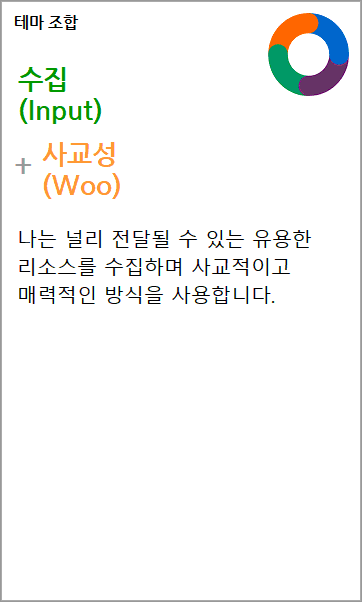 테마 조합
수집
(Input)
+ 사교성
(Woo)
나는 널리 전달될 수 있는 유용한
리소스를 수집하며 사교적이고
매력적인 방식을 사용합니다.